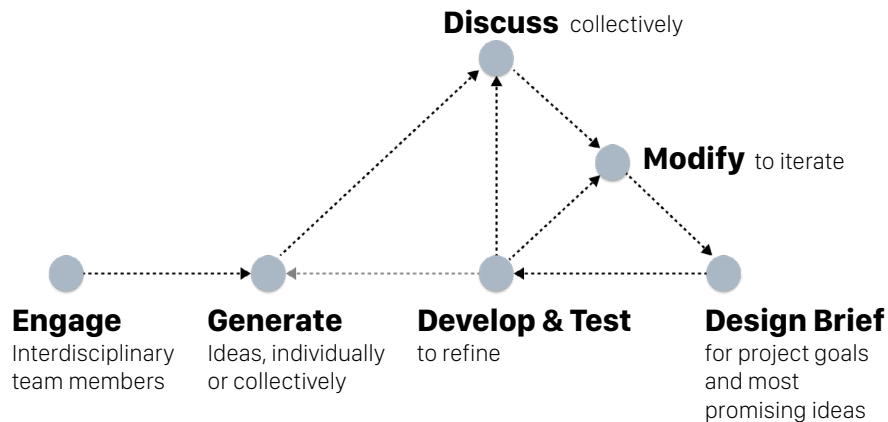 Discuss collectively
Modify to iterate
Engage
Interdisciplinary
team members
Generate
Ideas, individually
or collectively
Develop & Test
to refine
Design Brief
for project goals
and most
promising ideas